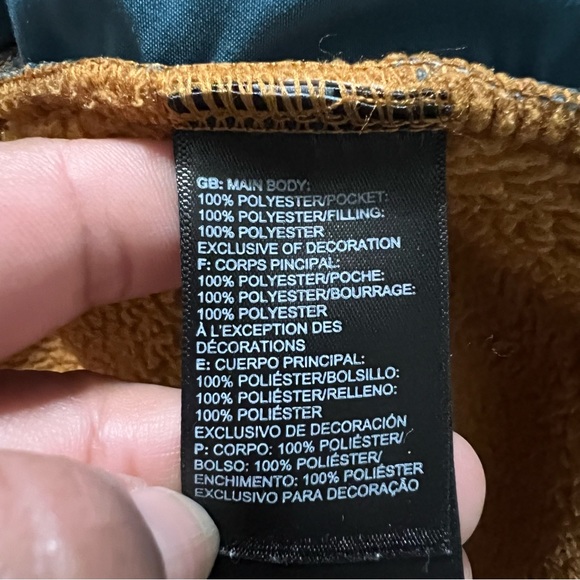 GB: MAIN BODY:
100% POLYESTER/POCKET:
100% POLYESTER/FILLING:
100% POLYESTER
EXCLUSIVE OF DECORATION
F: CORPS PINCIPAL:
100% POLYESTER/POCHE:
100% POLYESTER/BOURRAGE:
100% POLYESTER
À L'EXCEPTION DES
DÉCORATIONS
E: CUERPO PRINCIPAL:
100% POLIÉSTER/BOLSILLO:
100% POLIÉSTER/RELLENO:
100% POLIÉSTER
EXCLUSIVO DE DECORACIÓN
P: CORPO: 100% POLIÉSTER/
BOLSO: 100% POLIÉSTER/
ENCHIMENTO: 100% POLIÉSTER
EXCLUSIVO PARA DECORAÇÃO